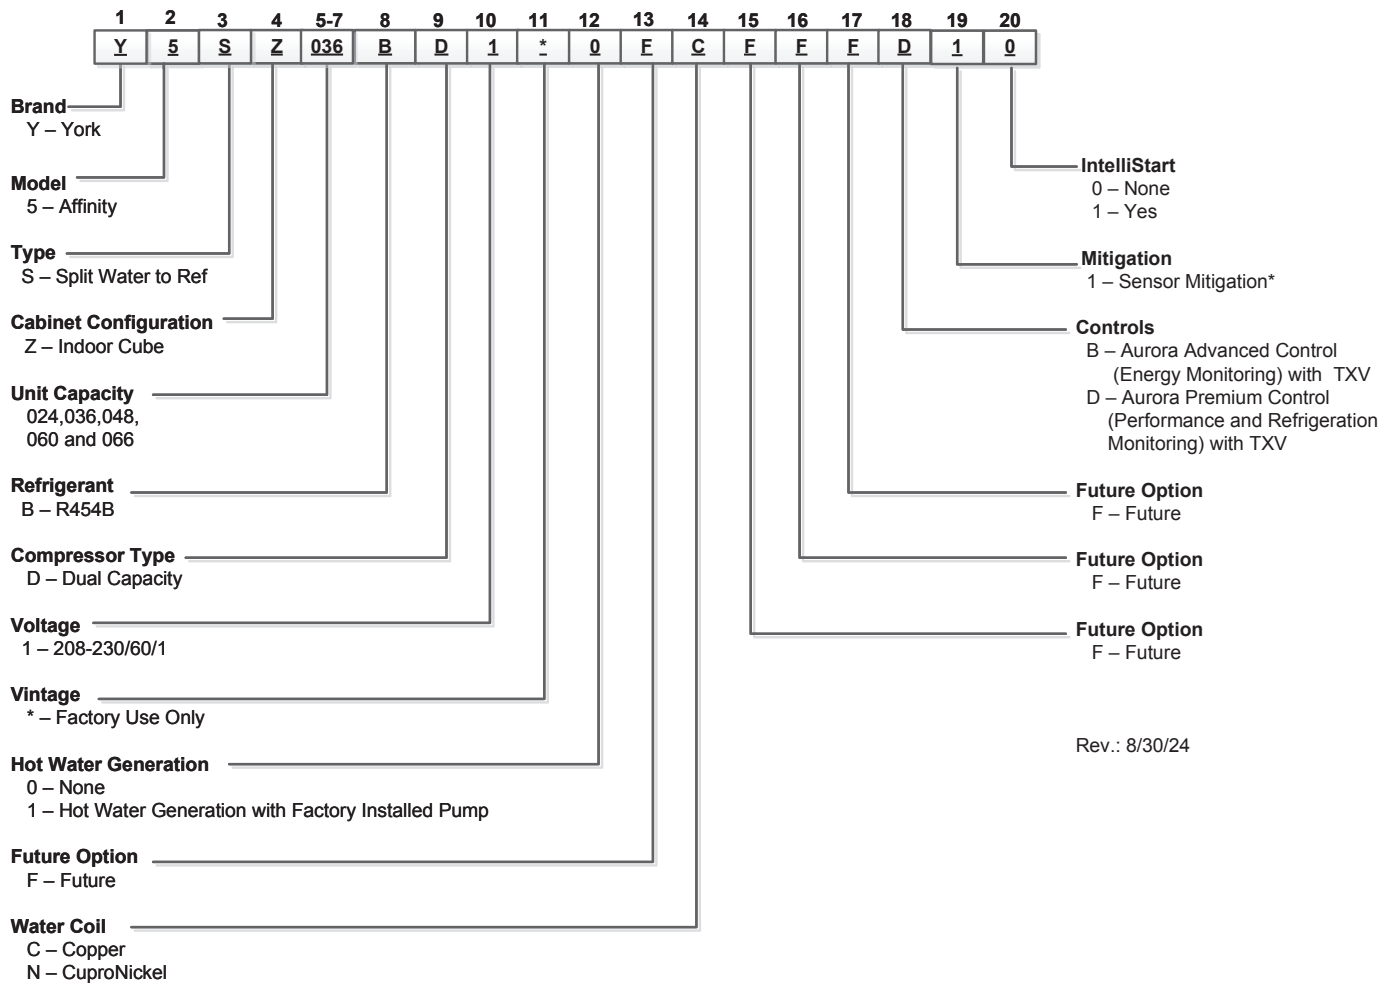 1 2 3 4 5-7 8 9 10 11 12 13 14 15 16 17 18 19 20
Y 5 S Z 036 B D 1 * 0 F C F F F D 1 0
Brand
Y – York
Model
5 – Affinity
Type
S – Split Water to Ref
Cabinet Configuration
Z – Indoor Cube
Unit Capacity
024,036,048,
060 and 066
Refrigerant
B – R454B
Compressor Type
D – Dual Capacity
Voltage
1 – 208-230/60/1
Vintage
* – Factory Use Only
Hot Water Generation
0 – None
1 – Hot Water Generation with Factory Installed Pump
Future Option
F – Future
Water Coil
C – Copper
N – CuproNickel
IntelliStart
0 – None
1 – Yes
Mitigation
1 – Sensor Mitigation*
Controls
B – Aurora Advanced Control
(Energy Monitoring) with TXV
D – Aurora Premium Control
(Performance and Refrigeration
Monitoring) with TXV
Future Option
F – Future
Future Option
F – Future
Future Option
F – Future
Rev.: 8/30/24